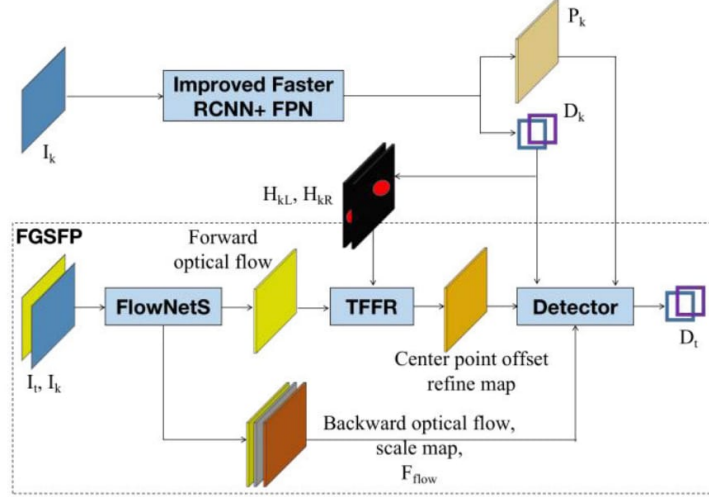 P_k
Improved Faster
RCNN+ FPN
D_k
I_k
H_kL, H_kR
FGSFP
Forward
optical flow
FlowNetS
TFFR
Detector
D_t
I_t, I_k
Center point offset
refine map
Backward optical flow,
scale map,
F_flow